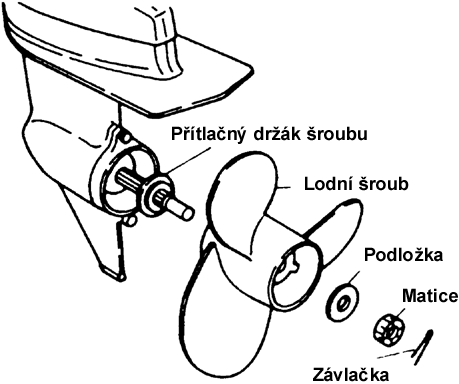 Přítlačný držák šroubu
Lodní šroub
Podložka
Matice
Závlačka